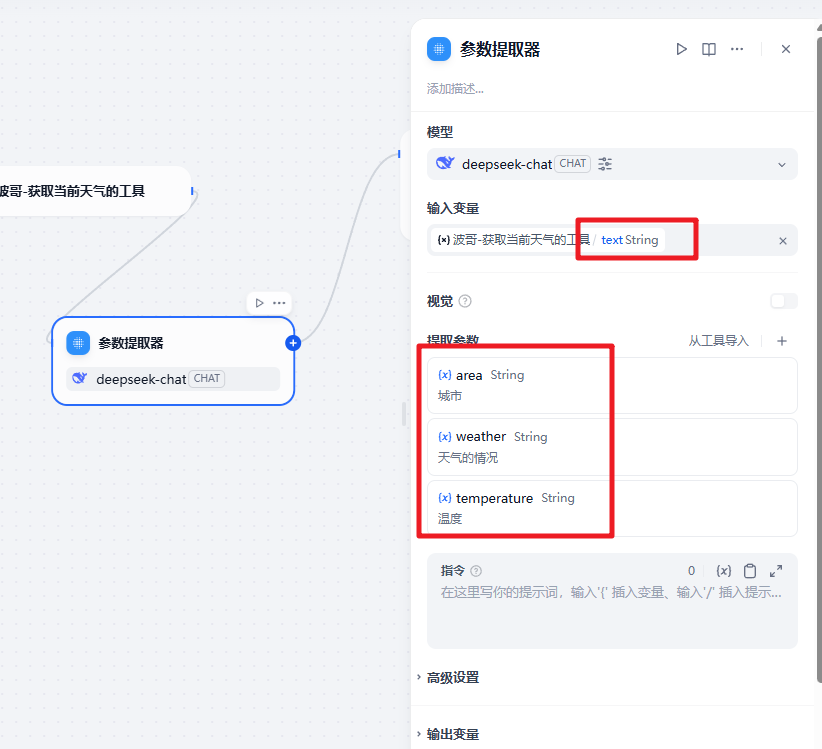 波哥-获取当前天气的工具
参数提取器
deepseek-chat CHAT
参数提取器
添加描述...
模型
deepseek-chat CHAT
输入变量
(×) 波哥-获取当前天气的工具 / text String
视觉
提取参数 从工具导入
{x} area String
城市
{x} weather String
天气的情况
{x} temperature String
温度
指令 0 {x}
在这里写你的提示词，输入'{' 插入变量、输入'/' 插入提示...
高级设置
输出变量